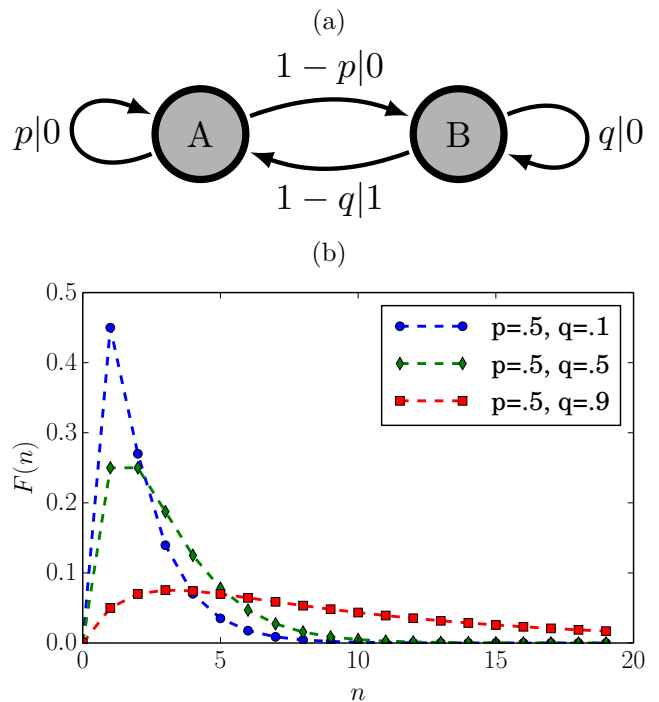 (a)
1 − p|0
p|0
A
B
q|0
1 − q|1
(b)
0.5
0.4
0.3
0.2
0.1
0.0
F(n)
p=.5, q=.1
p=.5, q=.5
p=.5, q=.9
0
5
10
15
20
n